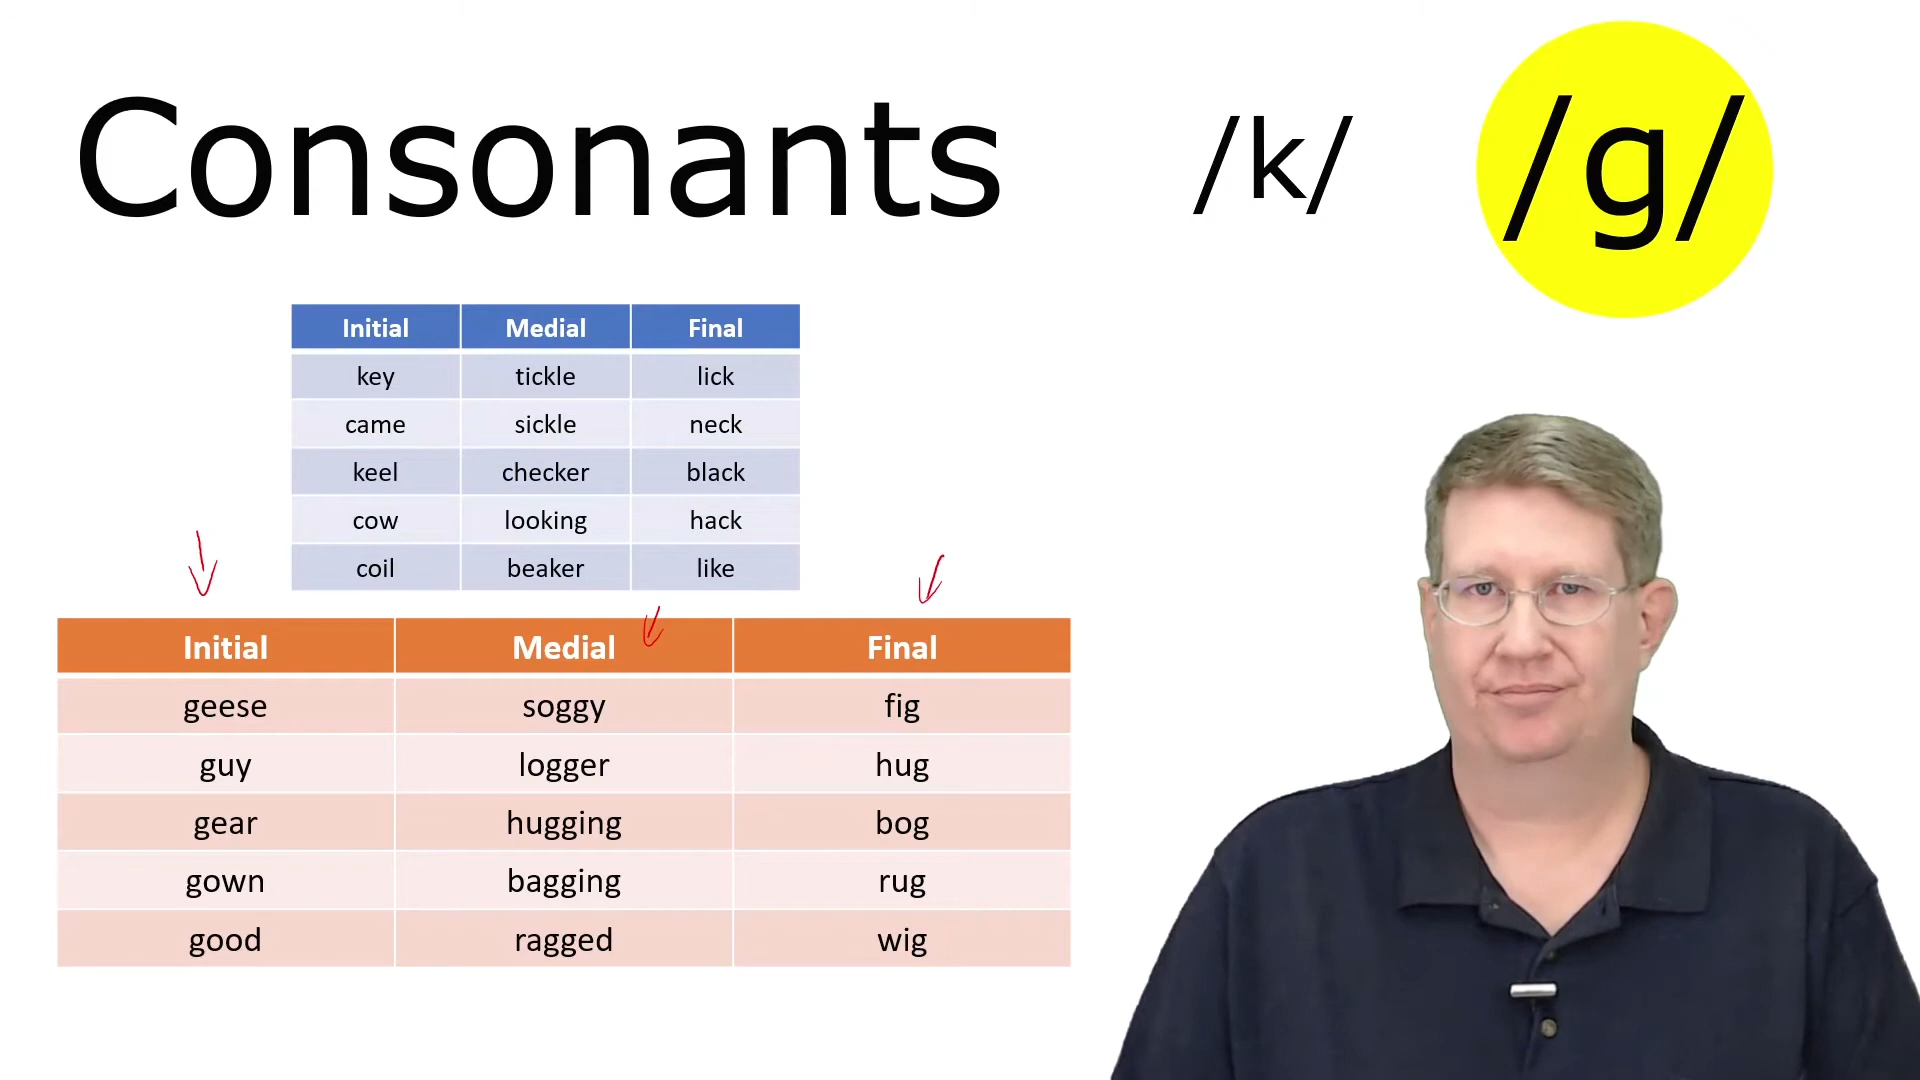 Consonants /k/ /g/
Initial Medial Final
key tickle lick
came sickle neck
keel checker black
cow looking hack
coil beaker like
Initial Medial Final
geese soggy fig
guy logger hug
gear hugging bog
gown bagging rug
good ragged wig